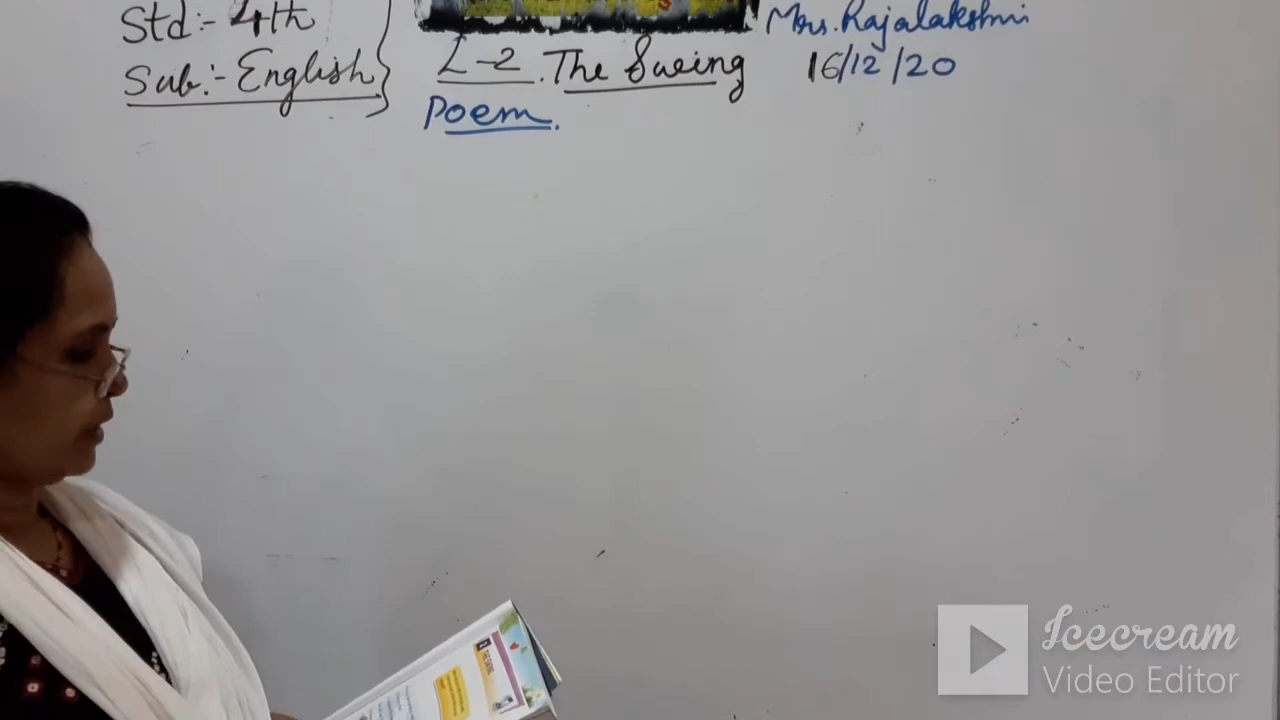 Std:- 4th
Sub:- English
L-2. The Swing
Poem.
Mrs. Rajalakshmi
16/12/20
Icecream
Video Editor